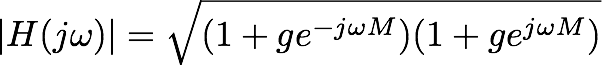 |H(jω)| = √(1 + ge^{−jωM})(1 + ge^{jωM})